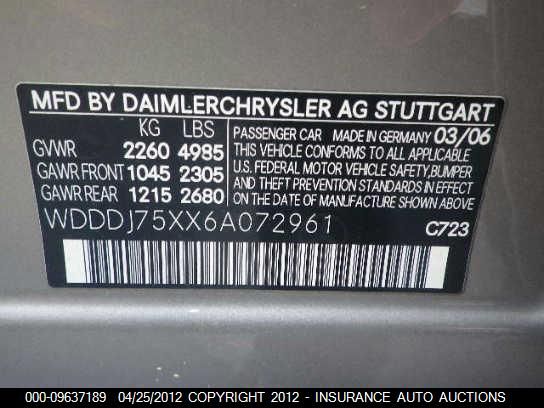 MFD BY DAIMLERCHRYSLER AG STUTTGART
KG LBS
GVWR 2260 4985
GAWR FRONT 1045 2305
GAWR REAR 1215 2680
PASSENGER CAR MADE IN GERMANY 03/06
THIS VEHICLE CONFORMS TO ALL APPLICABLE
U.S. FEDERAL MOTOR VEHICLE SAFETY,BUMPER
AND THEFT PREVENTION STANDARDS IN EFFECT
ON THE DATE OF MANUFACTURE SHOWN ABOVE
WDDDJ75XX6A072961
C723
000-09637189 04/25/2012 COPYRIGHT 2012 - INSURANCE AUTO AUCTIONS